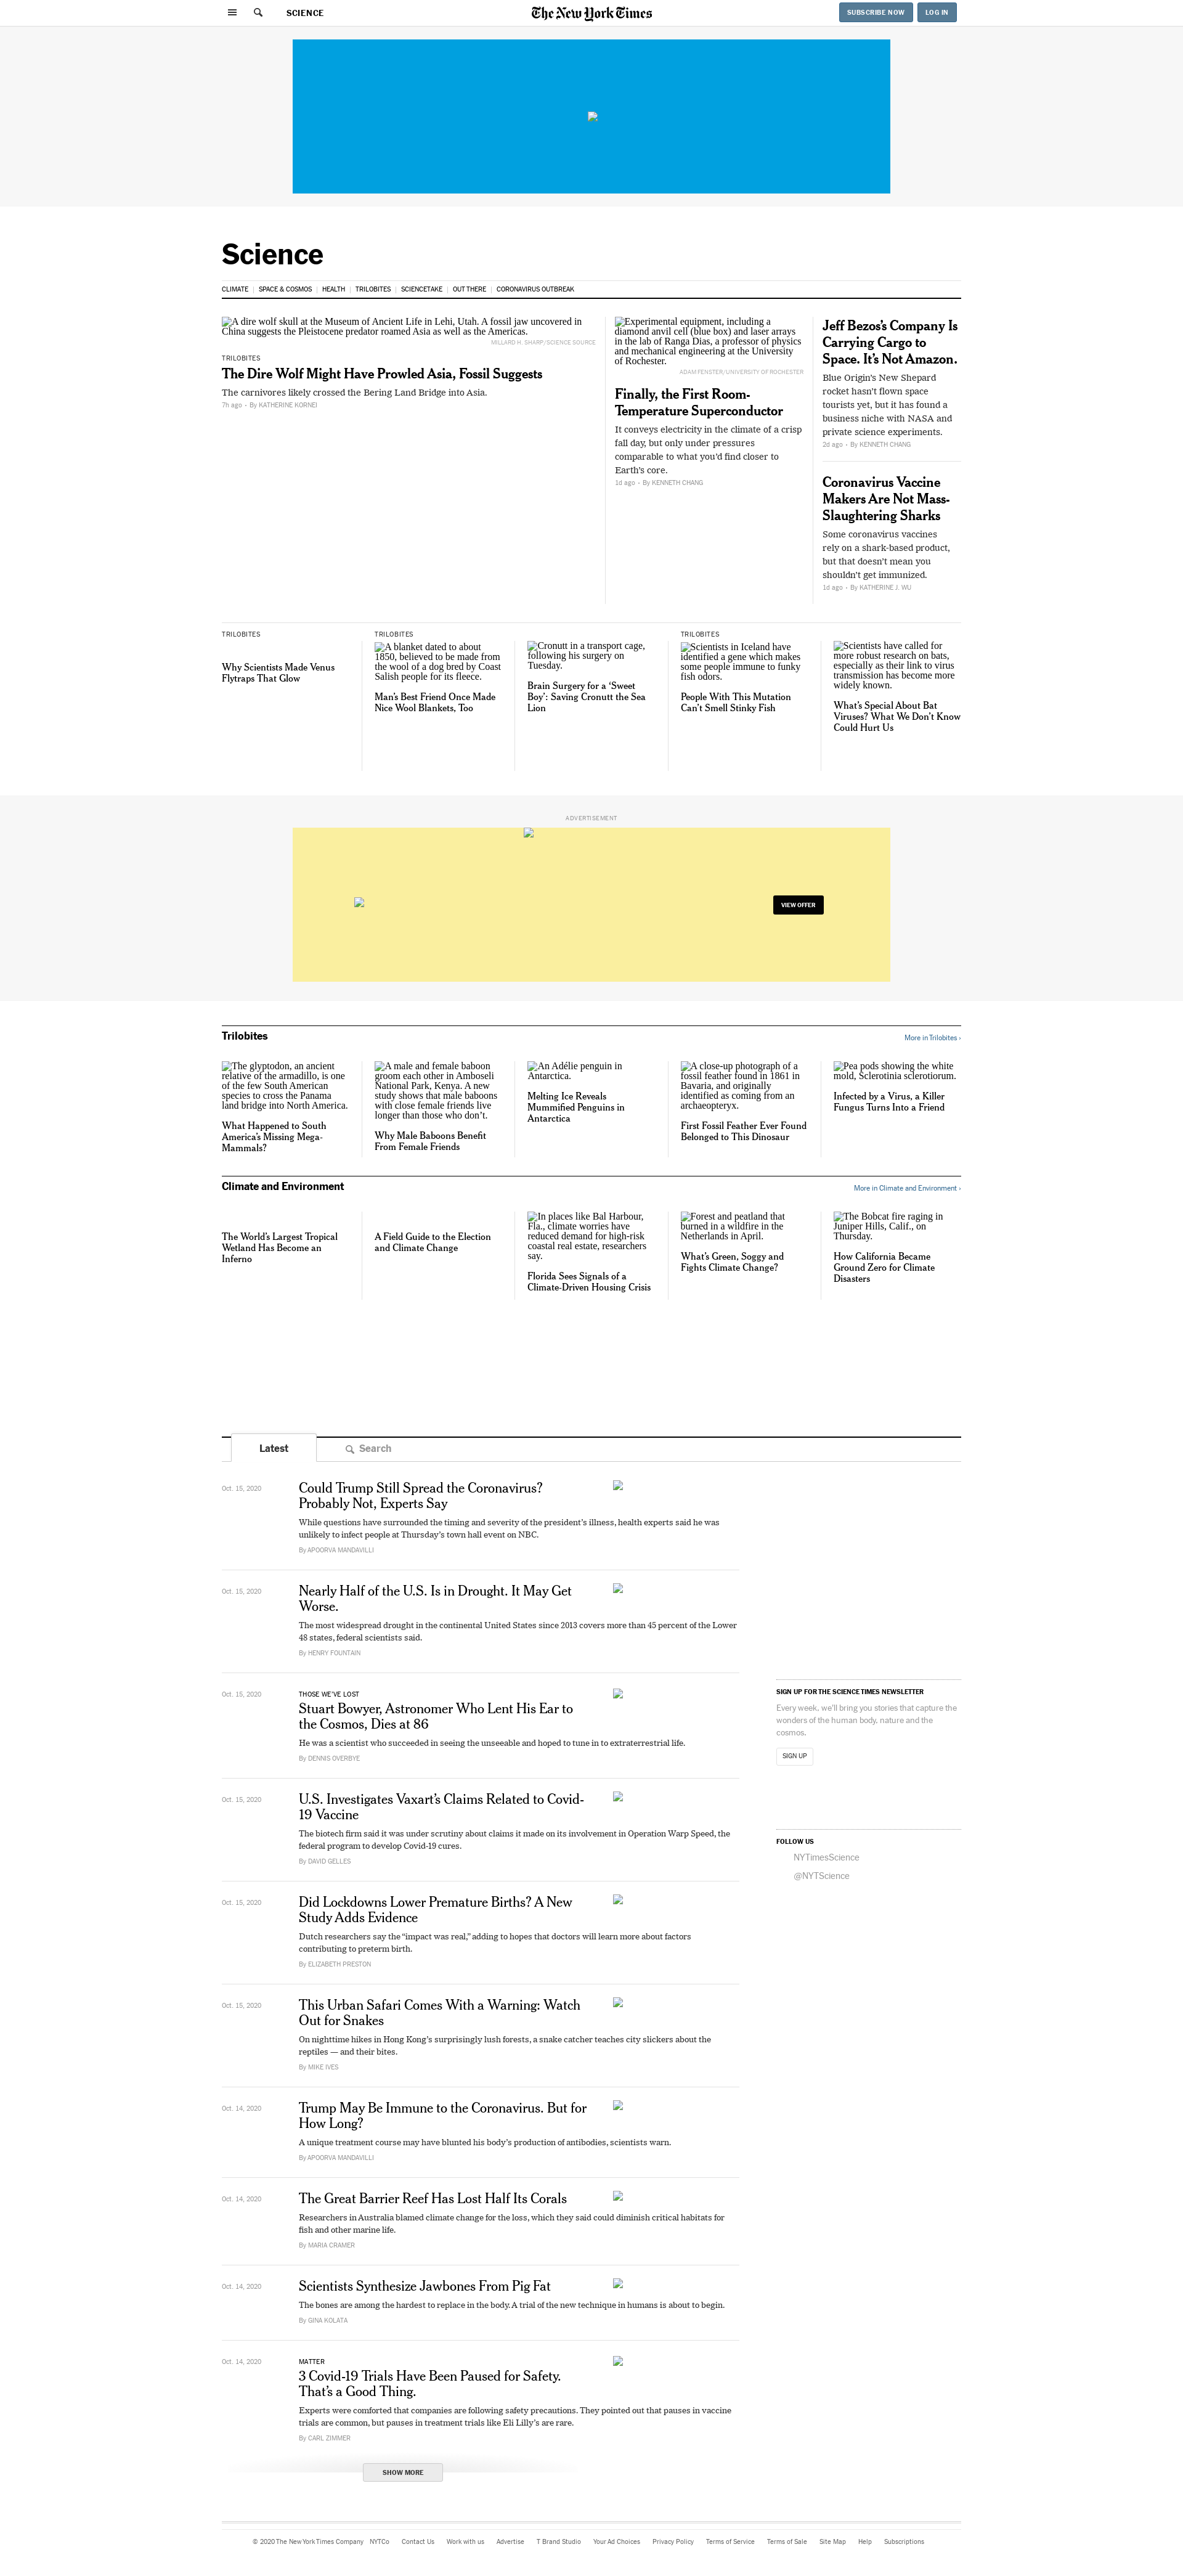 SCIENCE
The New York Times
SUBSCRIBE NOW
LOG IN
Science
CLIMATE
SPACE & COSMOS
HEALTH
TRILOBITES
SCIENCETAKE
OUT THERE
CORONAVIRUS OUTBREAK
A dire wolf skull at the Museum of Ancient Life in Lehi, Utah. A fossil jaw uncovered in
China suggests the Pleistocene predator roamed Asia as well as the Americas.
MILLARD H. SHARP/SCIENCE SOURCE
TRILOBITES
The Dire Wolf Might Have Prowled Asia, Fossil Suggests
The carnivores likely crossed the Bering Land Bridge into Asia.
7h ago • By KATHERINE KORNEI
Experimental equipment, including a
diamond anvil cell (blue box) and laser arrays
in the lab of Ranga Dias, a professor of physics
and mechanical engineering at the University
of Rochester.
ADAM FENSTER/UNIVERSITY OF ROCHESTER
Finally, the First Room-
Temperature Superconductor
It conveys electricity in the climate of a crisp
fall day, but only under pressures
comparable to what you’d find closer to
Earth’s core.
1d ago • By KENNETH CHANG
Jeff Bezos’s Company Is
Carrying Cargo to
Space. It’s Not Amazon.
Blue Origin’s New Shepard
rocket hasn’t flown space
tourists yet, but it has found a
business niche with NASA and
private science experiments.
2d ago • By KENNETH CHANG
Coronavirus Vaccine
Makers Are Not Mass-
Slaughtering Sharks
Some coronavirus vaccines
rely on a shark-based product,
but that doesn’t mean you
shouldn’t get immunized.
1d ago • By KATHERINE J. WU
TRILOBITES
Why Scientists Made Venus
Flytraps That Glow
TRILOBITES
A blanket dated to about
1850, believed to be made from
the wool of a dog bred by Coast
Salish people for its fleece.
Man’s Best Friend Once Made
Nice Wool Blankets, Too
Cronutt in a transport cage,
following his surgery on
Tuesday.
Brain Surgery for a ‘Sweet
Boy’: Saving Cronutt the Sea
Lion
TRILOBITES
Scientists in Iceland have
identified a gene which makes
some people immune to funky
fish odors.
People With This Mutation
Can’t Smell Stinky Fish
Scientists have called for
more robust research on bats,
especially as their link to virus
transmission has become more
widely known.
What’s Special About Bat
Viruses? What We Don’t Know
Could Hurt Us
ADVERTISEMENT
VIEW OFFER
Trilobites
More in Trilobites ›
The glyptodon, an ancient
relative of the armadillo, is one
of the few South American
species to cross the Panama
land bridge into North America.
What Happened to South
America’s Missing Mega-
Mammals?
A male and female baboon
groom each other in Amboseli
National Park, Kenya. A new
study shows that male baboons
with close female friends live
longer than those who don’t.
Why Male Baboons Benefit
From Female Friends
An Adélie penguin in
Antarctica.
Melting Ice Reveals
Mummified Penguins in
Antarctica
A close-up photograph of a
fossil feather found in 1861 in
Bavaria, and originally
identified as coming from an
archaeopteryx.
First Fossil Feather Ever Found
Belonged to This Dinosaur
Pea pods showing the white
mold, Sclerotinia sclerotiorum.
Infected by a Virus, a Killer
Fungus Turns Into a Friend
Climate and Environment
More in Climate and Environment ›
The World’s Largest Tropical
Wetland Has Become an
Inferno
A Field Guide to the Election
and Climate Change
In places like Bal Harbour,
Fla., climate worries have
reduced demand for high-risk
coastal real estate, researchers
say.
Florida Sees Signals of a
Climate-Driven Housing Crisis
Forest and peatland that
burned in a wildfire in the
Netherlands in April.
What’s Green, Soggy and
Fights Climate Change?
The Bobcat fire raging in
Juniper Hills, Calif., on
Thursday.
How California Became
Ground Zero for Climate
Disasters
Latest
Search
Oct. 15, 2020
Could Trump Still Spread the Coronavirus?
Probably Not, Experts Say
While questions have surrounded the timing and severity of the president’s illness, health experts said he was
unlikely to infect people at Thursday’s town hall event on NBC.
By APOORVA MANDAVILLI
Oct. 15, 2020
Nearly Half of the U.S. Is in Drought. It May Get
Worse.
The most widespread drought in the continental United States since 2013 covers more than 45 percent of the Lower
48 states, federal scientists said.
By HENRY FOUNTAIN
Oct. 15, 2020
THOSE WE’VE LOST
Stuart Bowyer, Astronomer Who Lent His Ear to
the Cosmos, Dies at 86
He was a scientist who succeeded in seeing the unseeable and hoped to tune in to extraterrestrial life.
By DENNIS OVERBYE
Oct. 15, 2020
U.S. Investigates Vaxart’s Claims Related to Covid-
19 Vaccine
The biotech firm said it was under scrutiny about claims it made on its involvement in Operation Warp Speed, the
federal program to develop Covid-19 cures.
By DAVID GELLES
Oct. 15, 2020
Did Lockdowns Lower Premature Births? A New
Study Adds Evidence
Dutch researchers say the “impact was real,” adding to hopes that doctors will learn more about factors
contributing to preterm birth.
By ELIZABETH PRESTON
Oct. 15, 2020
This Urban Safari Comes With a Warning: Watch
Out for Snakes
On nighttime hikes in Hong Kong’s surprisingly lush forests, a snake catcher teaches city slickers about the
reptiles — and their bites.
By MIKE IVES
Oct. 14, 2020
Trump May Be Immune to the Coronavirus. But for
How Long?
A unique treatment course may have blunted his body’s production of antibodies, scientists warn.
By APOORVA MANDAVILLI
Oct. 14, 2020
The Great Barrier Reef Has Lost Half Its Corals
Researchers in Australia blamed climate change for the loss, which they said could diminish critical habitats for
fish and other marine life.
By MARIA CRAMER
Oct. 14, 2020
Scientists Synthesize Jawbones From Pig Fat
The bones are among the hardest to replace in the body. A trial of the new technique in humans is about to begin.
By GINA KOLATA
Oct. 14, 2020
MATTER
3 Covid-19 Trials Have Been Paused for Safety.
That’s a Good Thing.
Experts were comforted that companies are following safety precautions. They pointed out that pauses in vaccine
trials are common, but pauses in treatment trials like Eli Lilly’s are rare.
By CARL ZIMMER
SHOW MORE
SIGN UP FOR THE SCIENCE TIMES NEWSLETTER
Every week, we’ll bring you stories that capture the
wonders of the human body, nature and the
cosmos.
SIGN UP
FOLLOW US
NYTimesScience
@NYTScience
© 2020 The New York Times Company NYTCo Contact Us Work with us Advertise T Brand Studio Your Ad Choices Privacy Policy Terms of Service Terms of Sale Site Map Help Subscriptions